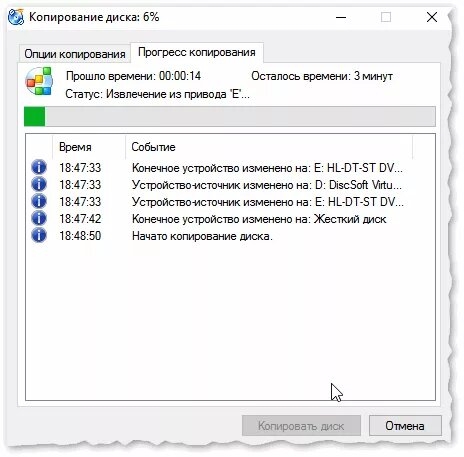 Копирование диска: 6%
Опции копирования Прогресс копирования
Прошло времени: 00:00:14 Осталось времени: 3 минут
Статус: Извлечение из привода 'E'...
Время Событие
18:47:33 Конечное устройство изменено на: E: HL-DT-ST DV...
18:47:33 Устройство-источник изменено на: D: DiscSoft Virtu...
18:47:33 Устройство-источник изменено на: E: HL-DT-ST DV...
18:47:42 Конечное устройство изменено на: Жесткий диск
18:48:50 Начато копирование диска.
Копировать диск Отмена